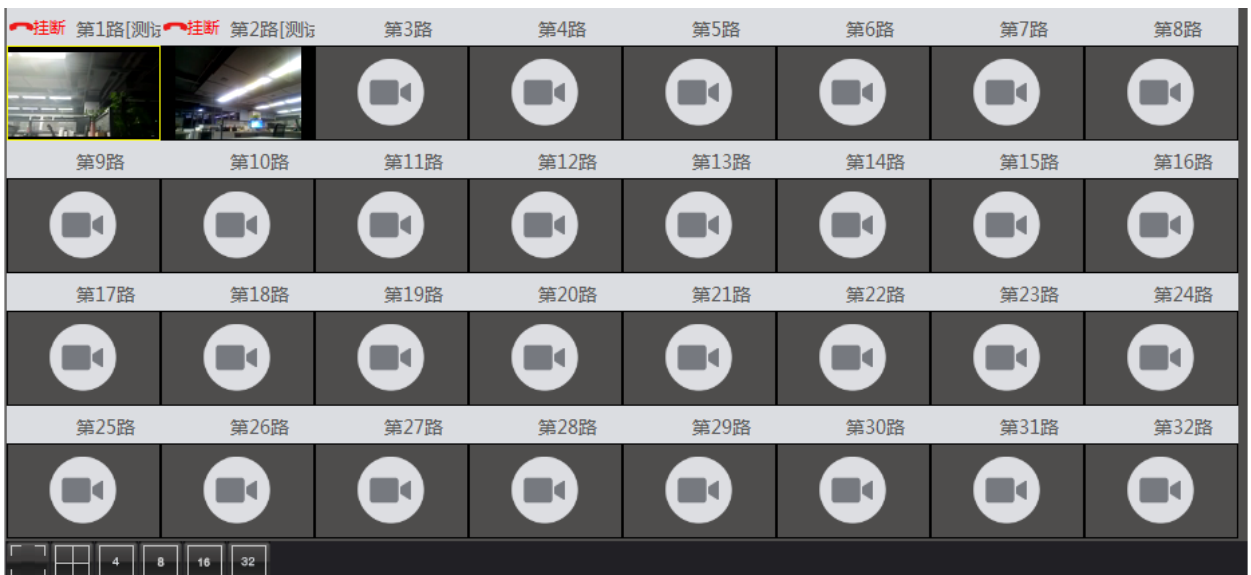 挂断 第1路[测试 挂断 第2路[测试 第3路 第4路 第5路 第6路 第7路 第8路
第9路 第10路 第11路 第12路 第13路 第14路 第15路 第16路
第17路 第18路 第19路 第20路 第21路 第22路 第23路 第24路
第25路 第26路 第27路 第28路 第29路 第30路 第31路 第32路
4 8 16 32